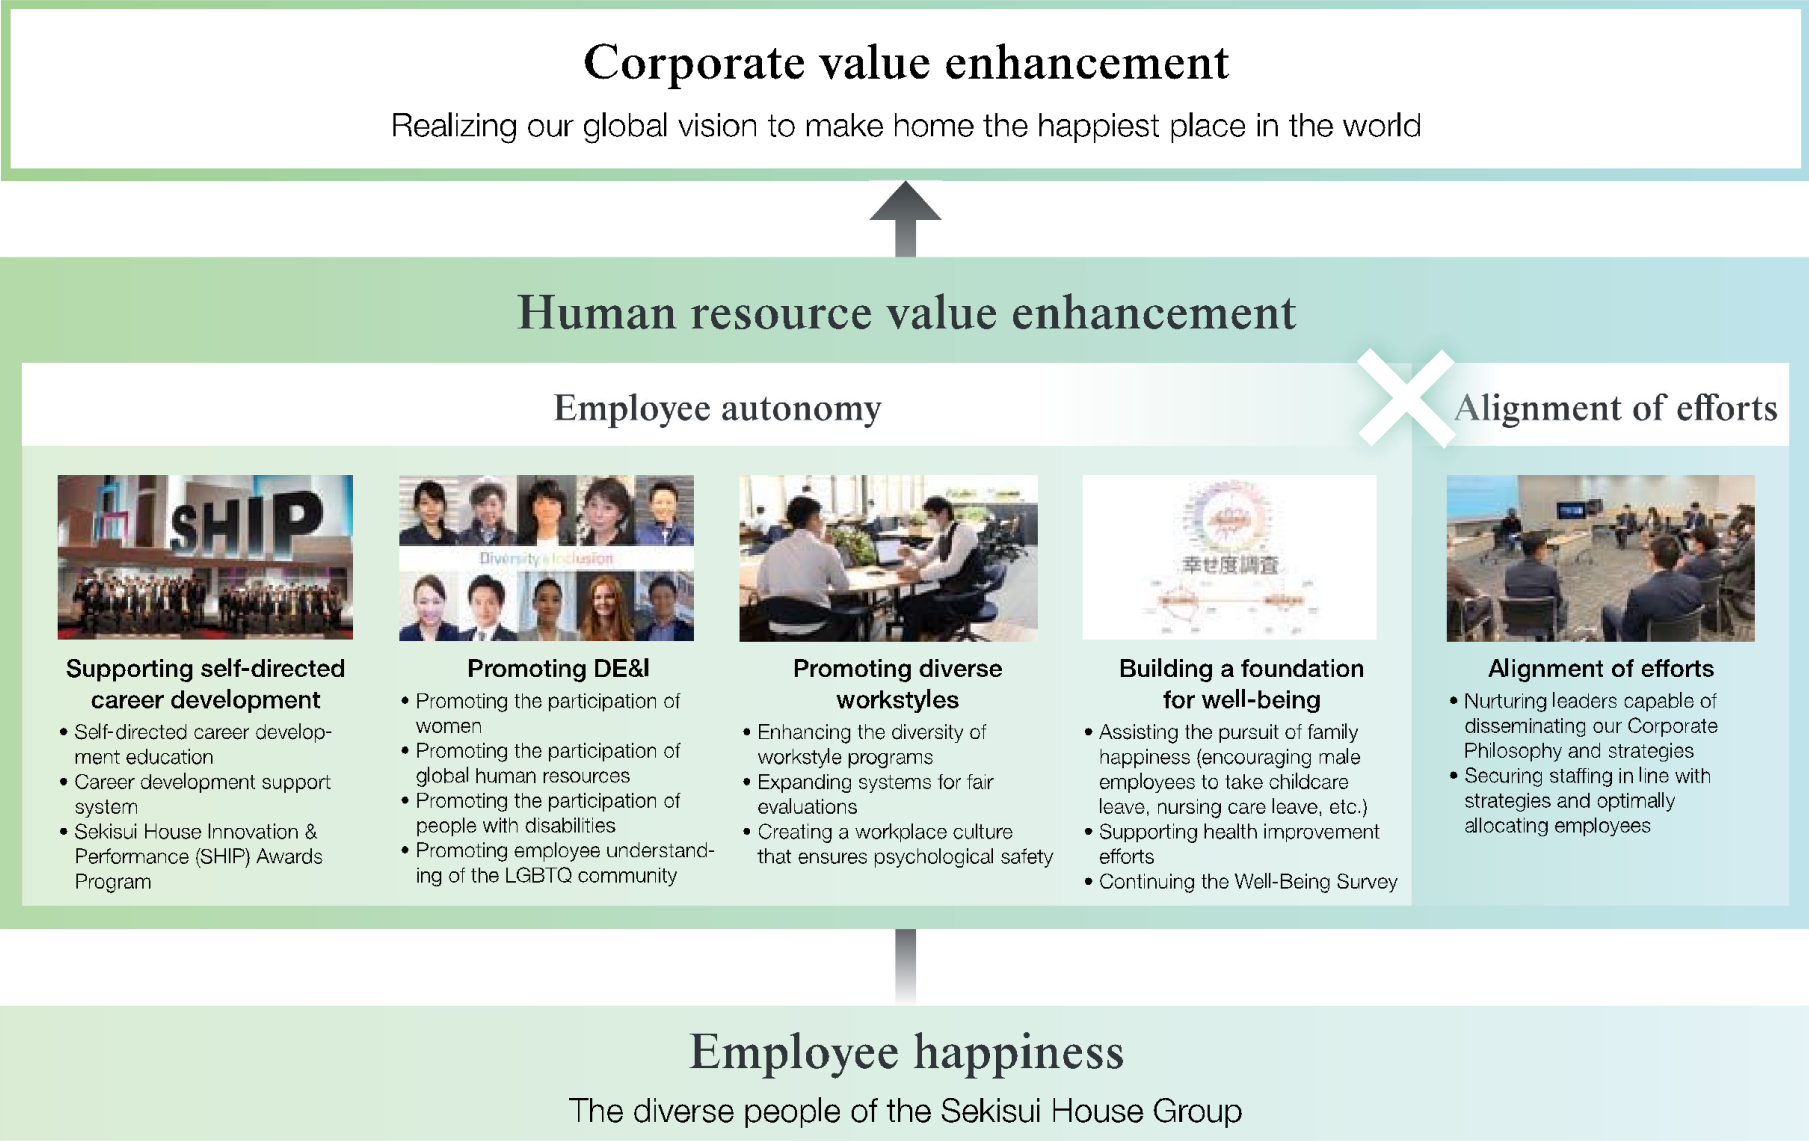 Corporate value enhancement
Realizing our global vision to make home the happiest place in the world
Human resource value enhancement
Employee autonomy
Alignment of efforts
SHIP
Supporting self-directed
career development
• Self-directed career develop-
ment education
• Career development support
system
• Sekisui House Innovation &
Performance (SHIP) Awards
Program
Diversity & Inclusion
Promoting DE&I
• Promoting the participation of
women
• Promoting the participation of
global human resources
• Promoting the participation of
people with disabilities
• Promoting employee understand-
ing of the LGBTQ community
Promoting diverse
workstyles
• Enhancing the diversity of
workstyle programs
• Expanding systems for fair
evaluations
• Creating a workplace culture
that ensures psychological safety
幸せ度調査
Building a foundation
for well-being
• Assisting the pursuit of family
happiness (encouraging male
employees to take childcare
leave, nursing care leave, etc.)
• Supporting health improvement
efforts
• Continuing the Well-Being Survey
Alignment of efforts
• Nurturing leaders capable of
disseminating our Corporate
Philosophy and strategies
• Securing staffing in line with
strategies and optimally
allocating employees
Employee happiness
The diverse people of the Sekisui House Group